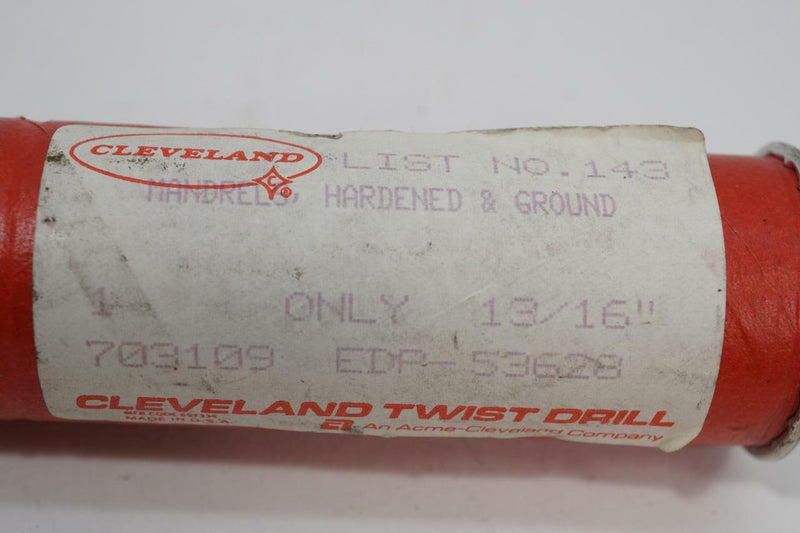 CLEVELAND LIST NO. 143
C ®
MANDRELS, HARDENED & GROUND
1 ONLY 13/16"
703109 EDP-53628
CLEVELAND TWIST DRILL
MADE IN U.S.A. An Acme-Cleveland Company